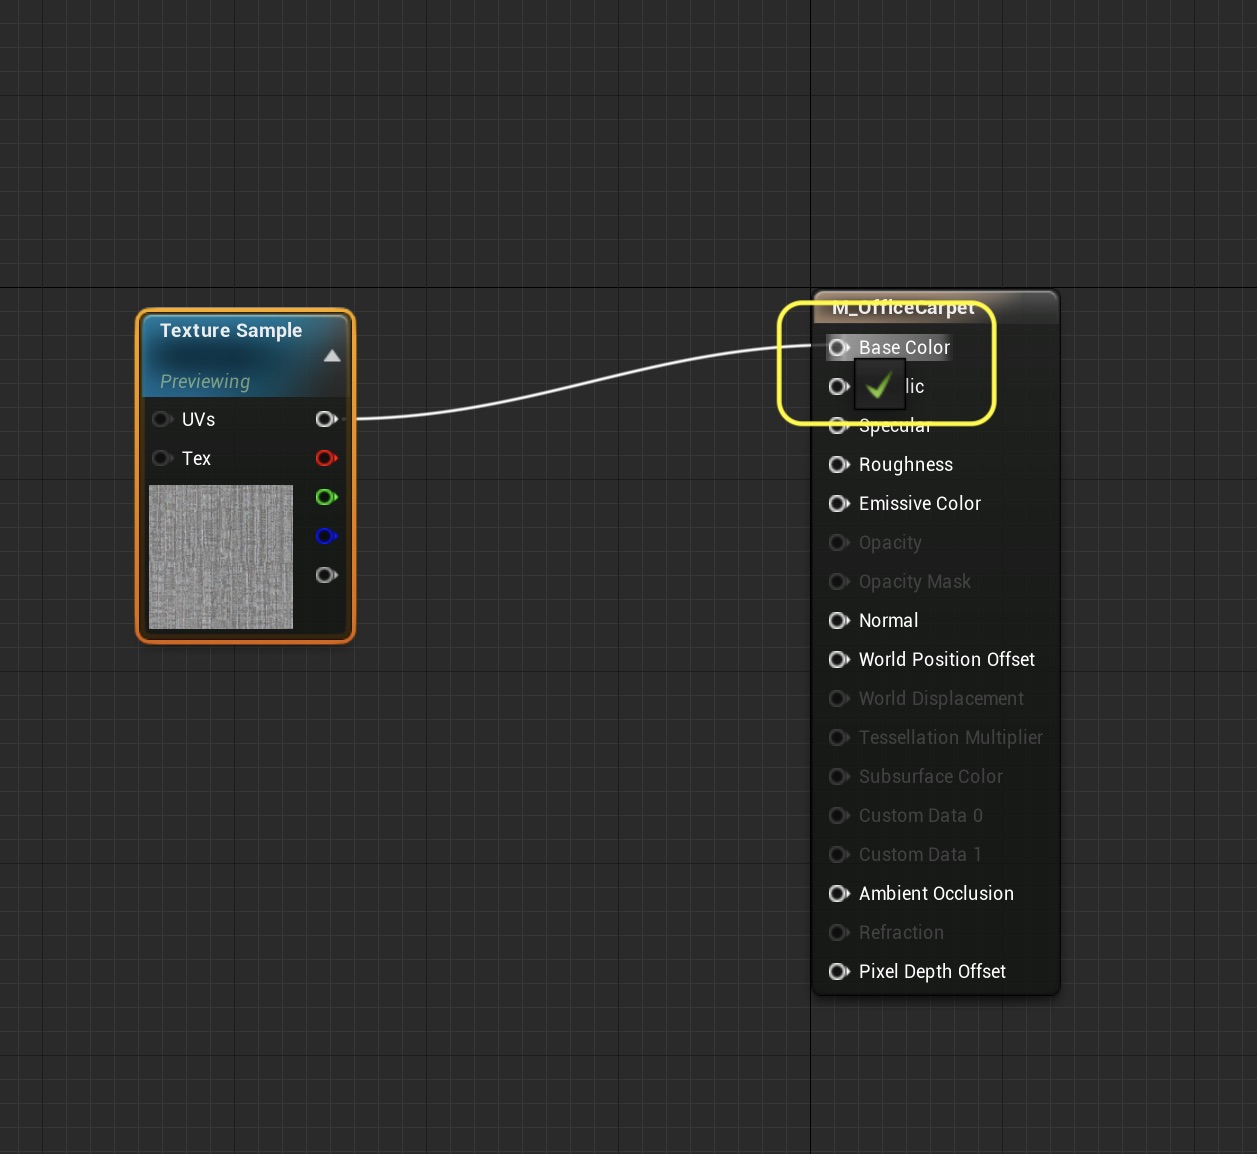 Texture Sample
Previewing
UVs
Tex
M_OfficeCarpet
Base Color
lic
Specular
Roughness
Emissive Color
Opacity
Opacity Mask
Normal
World Position Offset
World Displacement
Tessellation Multiplier
Subsurface Color
Custom Data 0
Custom Data 1
Ambient Occlusion
Refraction
Pixel Depth Offset